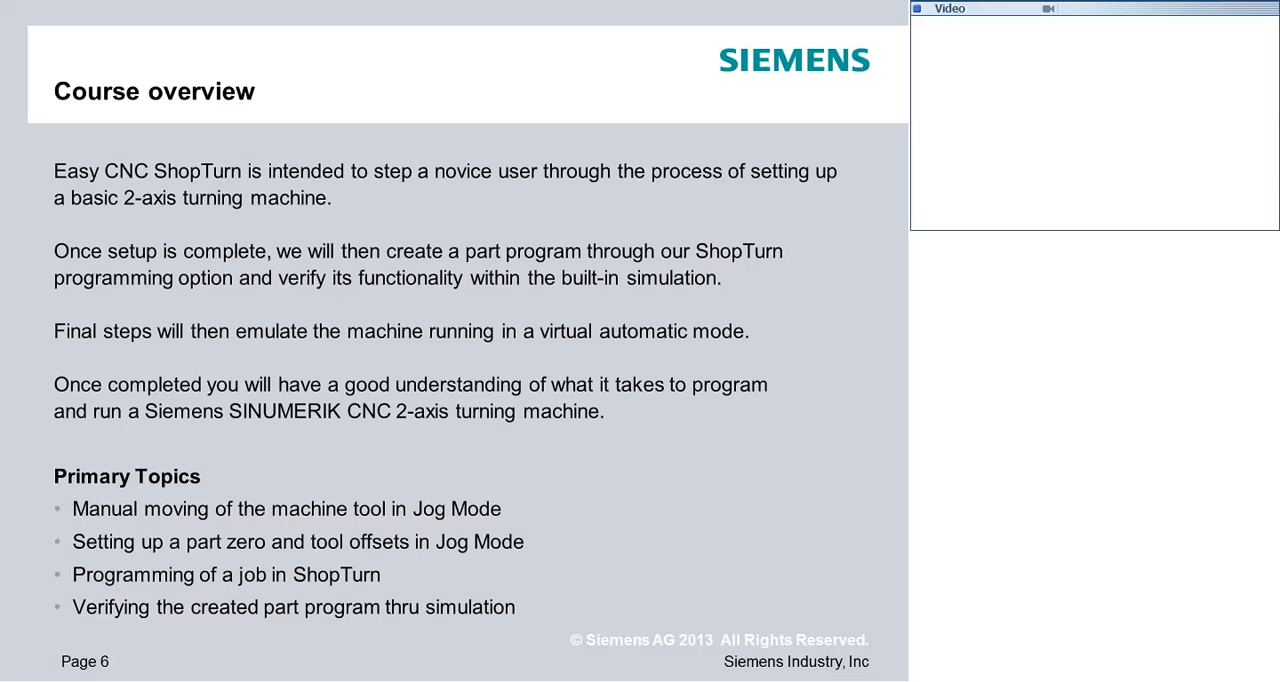 Video
SIEMENS
Course overview
Easy CNC ShopTurn is intended to step a novice user through the process of setting up
a basic 2-axis turning machine.
Once setup is complete, we will then create a part program through our ShopTurn
programming option and verify its functionality within the built-in simulation.
Final steps will then emulate the machine running in a virtual automatic mode.
Once completed you will have a good understanding of what it takes to program
and run a Siemens SINUMERIK CNC 2-axis turning machine.
Primary Topics
• Manual moving of the machine tool in Jog Mode
• Setting up a part zero and tool offsets in Jog Mode
• Programming of a job in ShopTurn
• Verifying the created part program thru simulation
© Siemens AG 2013 All Rights Reserved.
Page 6
Siemens Industry, Inc